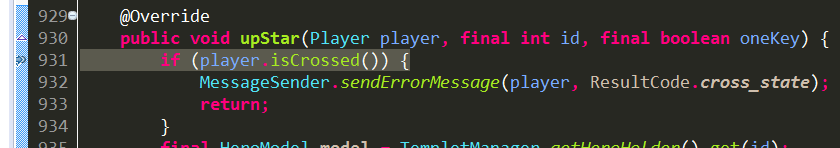 929 @Override
930 public void upStar(Player player, final int id, final boolean oneKey) {
931 if (player.isCrossed()) {
932 MessageSender.sendErrorMessage(player, ResultCode.cross_state);
933 return;
934 }
935 final HeroModel model = TempletManager.getHeroHolder().get(id);